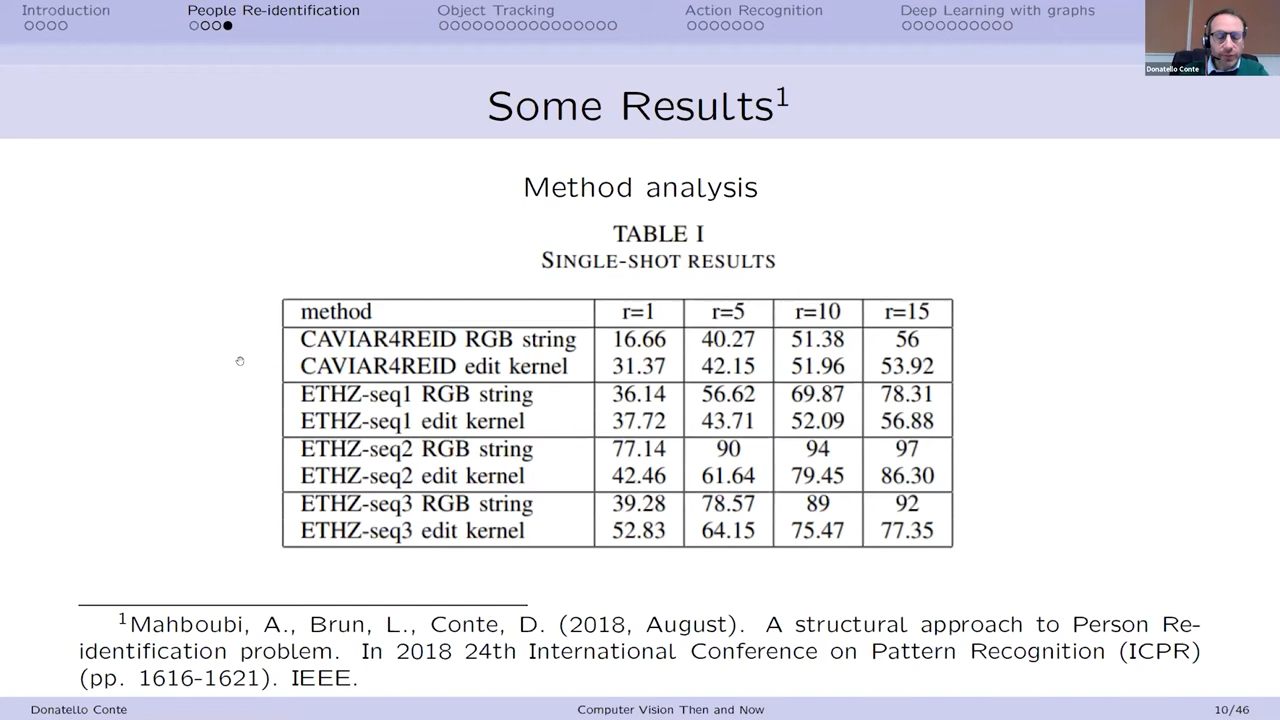 Introduction People Re-identification Object Tracking Action Recognition Deep Learning with graphs
Donatello Conte
Some Results¹
Method analysis
TABLE I
SINGLE-SHOT RESULTS
method r=1 r=5 r=10 r=15
CAVIAR4REID RGB string 16.66 40.27 51.38 56
CAVIAR4REID edit kernel 31.37 42.15 51.96 53.92
ETHZ-seq1 RGB string 36.14 56.62 69.87 78.31
ETHZ-seq1 edit kernel 37.72 43.71 52.09 56.88
ETHZ-seq2 RGB string 77.14 90 94 97
ETHZ-seq2 edit kernel 42.46 61.64 79.45 86.30
ETHZ-seq3 RGB string 39.28 78.57 89 92
ETHZ-seq3 edit kernel 52.83 64.15 75.47 77.35
¹Mahboubi, A., Brun, L., Conte, D. (2018, August). A structural approach to Person Re-
identification problem. In 2018 24th International Conference on Pattern Recognition (ICPR)
(pp. 1616-1621). IEEE.
Donatello Conte Computer Vision Then and Now 10/46